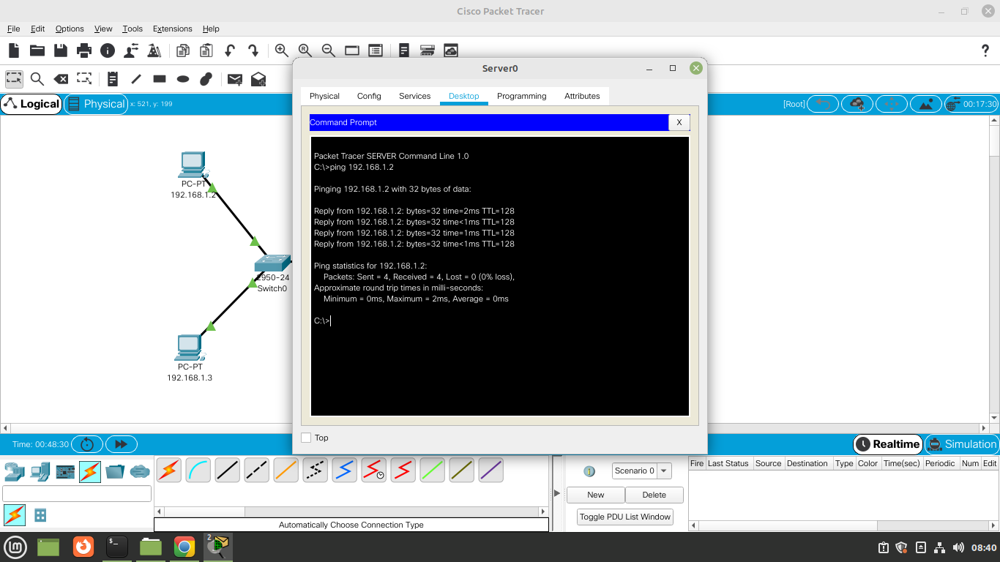 Cisco Packet Tracer
File Edit Options View Tools Extensions Help
Logical
Physical
x: 521, y: 199
[Root]
00:17:30
PC-PT
192.168.1.2
2950-24
Switch0
PC-PT
192.168.1.3
Server0
Physical Config Services Desktop Programming Attributes
Command Prompt
X
Packet Tracer SERVER Command Line 1.0
C:\>ping 192.168.1.2
Pinging 192.168.1.2 with 32 bytes of data:
Reply from 192.168.1.2: bytes=32 time=2ms TTL=128
Reply from 192.168.1.2: bytes=32 time<1ms TTL=128
Reply from 192.168.1.2: bytes=32 time=1ms TTL=128
Reply from 192.168.1.2: bytes=32 time<1ms TTL=128
Ping statistics for 192.168.1.2:
Packets: Sent = 4, Received = 4, Lost = 0 (0% loss),
Approximate round trip times in milli-seconds:
Minimum = 0ms, Maximum = 2ms, Average = 0ms
C:\>
Top
Time: 00:48:30
Realtime
Simulation
Scenario 0
New
Delete
Toggle PDU List Window
Fire Last Status Source Destination Type Color Time(sec) Periodic Num Edit
Automatically Choose Connection Type
2
08:40